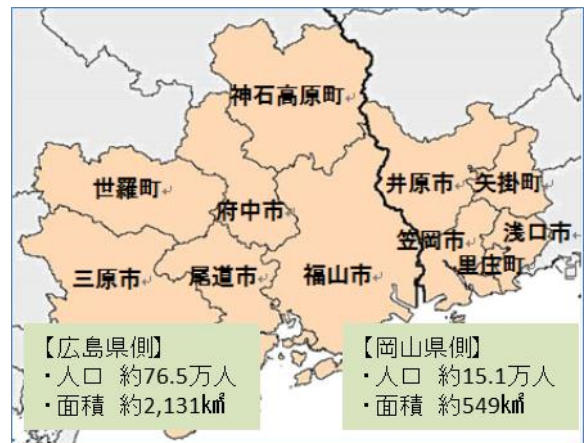 神石高原町
世羅町
府中市
井原市
矢掛町
三原市
尾道市
福山市
笠岡市
浅口市
里庄町
【広島県側】
・人口 約76.5万人
・面積 約2,131㎢
【岡山県側】
・人口 約15.1万人
・面積 約549㎢